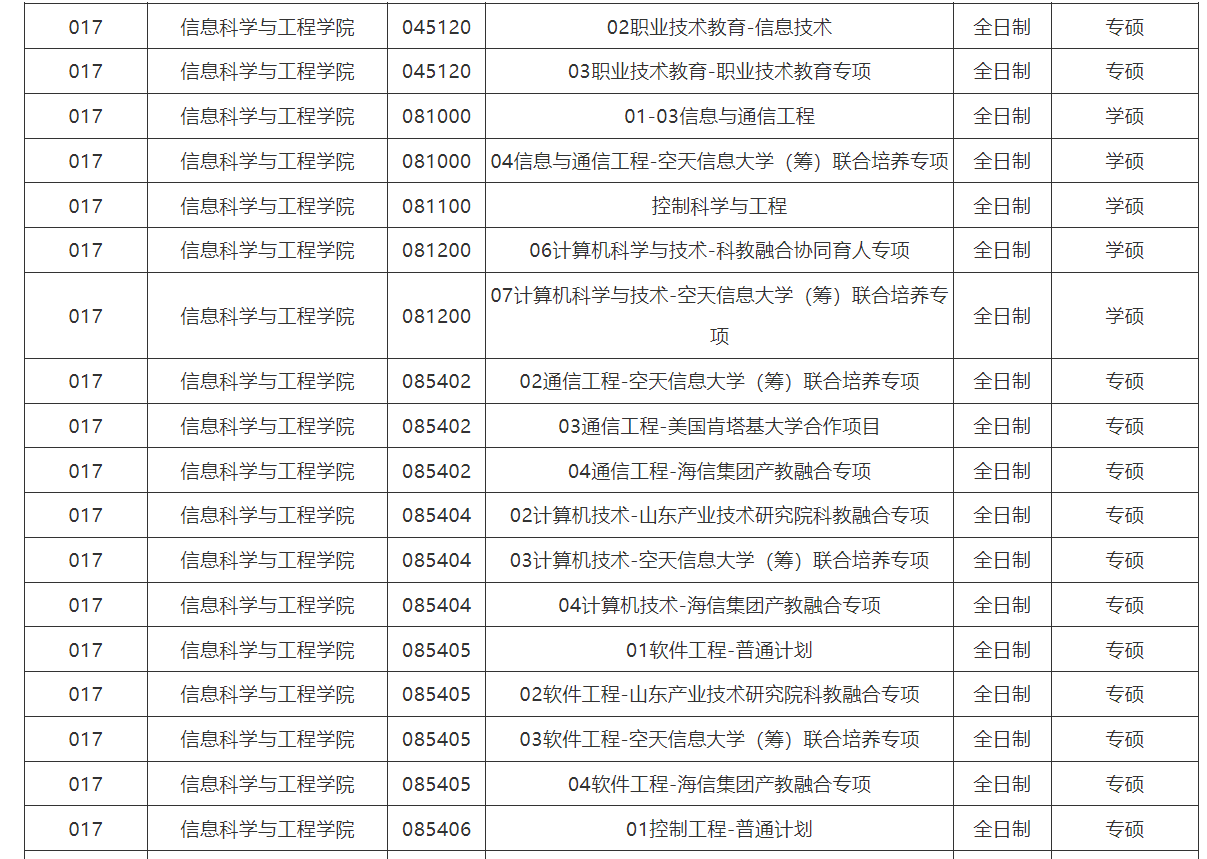 017 信息科学与工程学院 045120 02职业技术教育-信息技术 全日制 专硕
017 信息科学与工程学院 045120 03职业技术教育-职业技术教育专项 全日制 专硕
017 信息科学与工程学院 081000 01-03信息与通信工程 全日制 学硕
017 信息科学与工程学院 081000 04信息与通信工程-空天信息大学（筹）联合培养专项 全日制 学硕
017 信息科学与工程学院 081100 控制科学与工程 全日制 学硕
017 信息科学与工程学院 081200 06计算机科学与技术-科教融合协同育人专项 全日制 学硕
017 信息科学与工程学院 081200 07计算机科学与技术-空天信息大学（筹）联合培养专
项 全日制 学硕
017 信息科学与工程学院 085402 02通信工程-空天信息大学（筹）联合培养专项 全日制 专硕
017 信息科学与工程学院 085402 03通信工程-美国肯塔基大学合作项目 全日制 专硕
017 信息科学与工程学院 085402 04通信工程-海信集团产教融合专项 全日制 专硕
017 信息科学与工程学院 085404 02计算机技术-山东产业技术研究院科教融合专项 全日制 专硕
017 信息科学与工程学院 085404 03计算机技术-空天信息大学（筹）联合培养专项 全日制 专硕
017 信息科学与工程学院 085404 04计算机技术-海信集团产教融合专项 全日制 专硕
017 信息科学与工程学院 085405 01软件工程-普通计划 全日制 专硕
017 信息科学与工程学院 085405 02软件工程-山东产业技术研究院科教融合专项 全日制 专硕
017 信息科学与工程学院 085405 03软件工程-空天信息大学（筹）联合培养专项 全日制 专硕
017 信息科学与工程学院 085405 04软件工程-海信集团产教融合专项 全日制 专硕
017 信息科学与工程学院 085406 01控制工程-普通计划 全日制 专硕